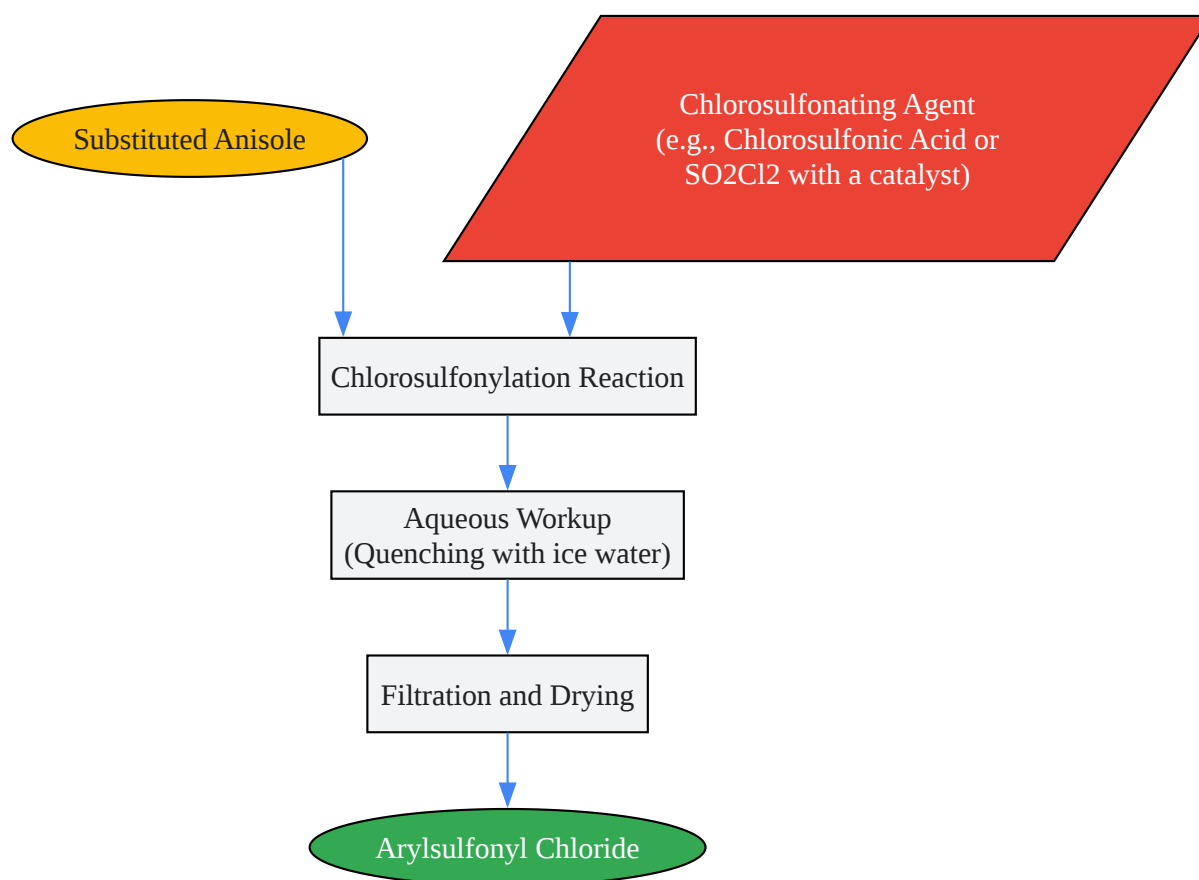 Substituted Anisole
Chlorosulfonating Agent
(e.g., Chlorosulfonic Acid or
SO2Cl2 with a catalyst)
Chlorosulfonylation Reaction
Aqueous Workup
(Quenching with ice water)
Filtration and Drying
Arylsulfonyl Chloride